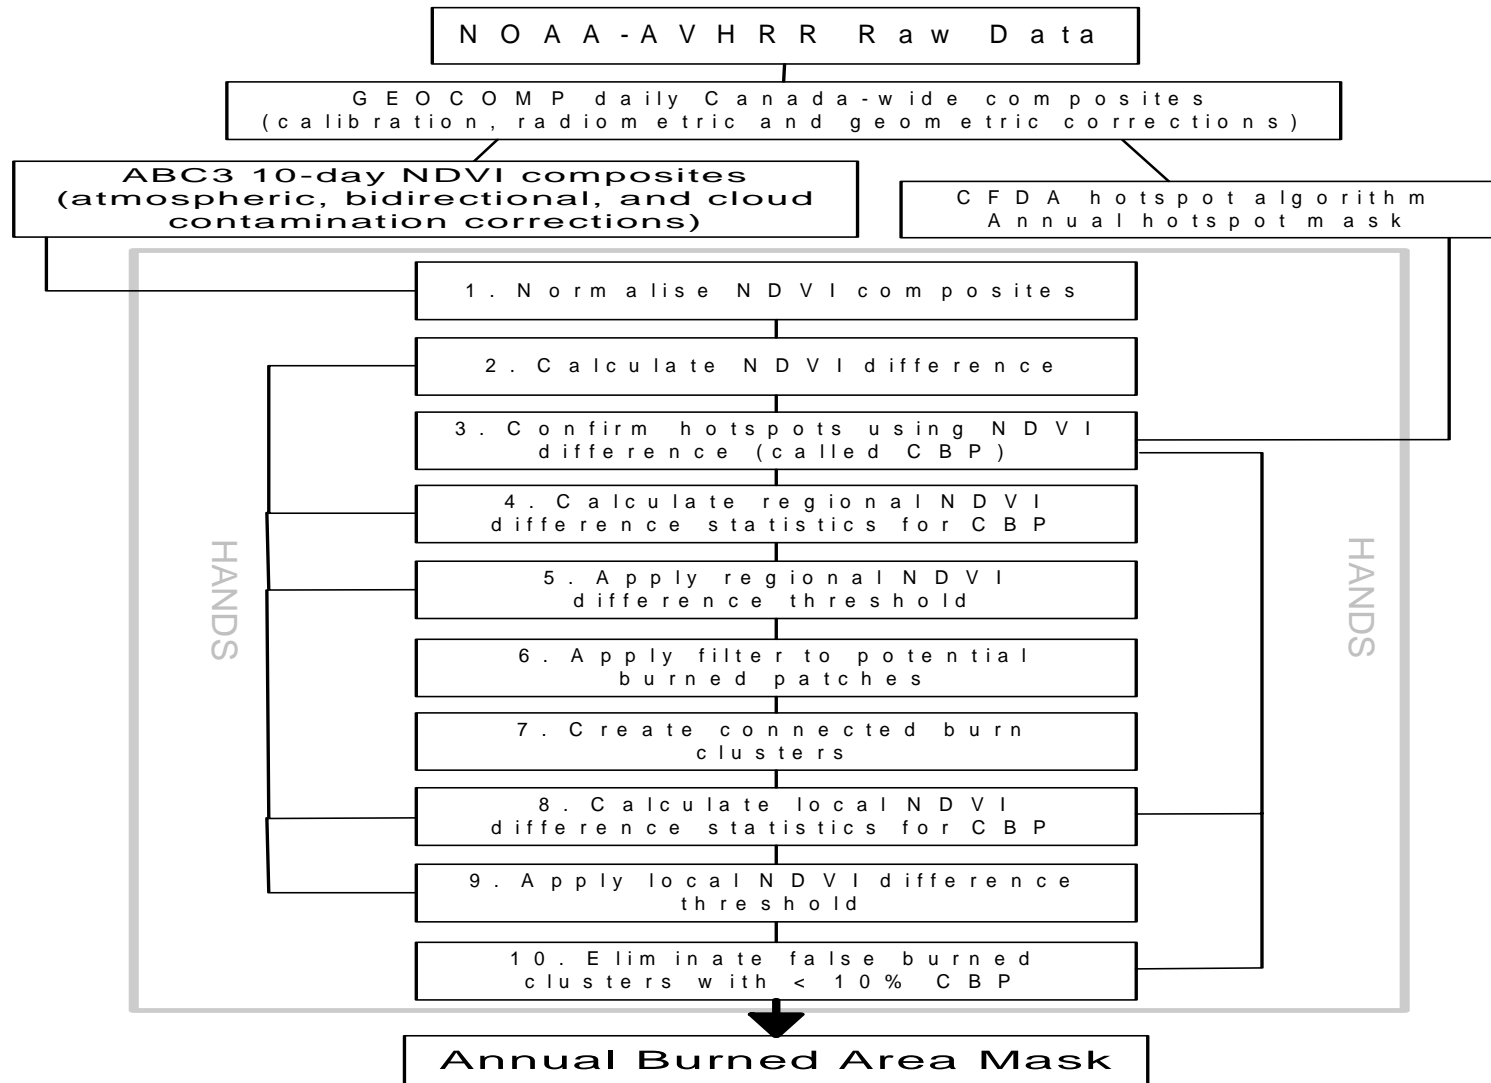 NOAA-AVHRR Raw Data
GEOCOMP daily Canada-wide composites
(calibration, radiometric and geometric corrections)
ABC3 10-day NDVI composites
(atmospheric, bidirectional, and cloud
contamination corrections)
CFDA hotspot algorithm
Annual hotspot mask
1. Normalise NDVI composites
2. Calculate NDVI difference
3. Confirm hotspots using NDVI
difference (called CBP)
4. Calculate regional NDVI
difference statistics for CBP
HANDS
HANDS
5. Apply regional NDVI
difference threshold
6. Apply filter to potential
burned patches
7. Create connected burn
clusters
8. Calculate local NDVI
difference statistics for CBP
9. Apply local NDVI difference
threshold
10. Eliminate false burned
clusters with < 10% CBP
Annual Burned Area Mask